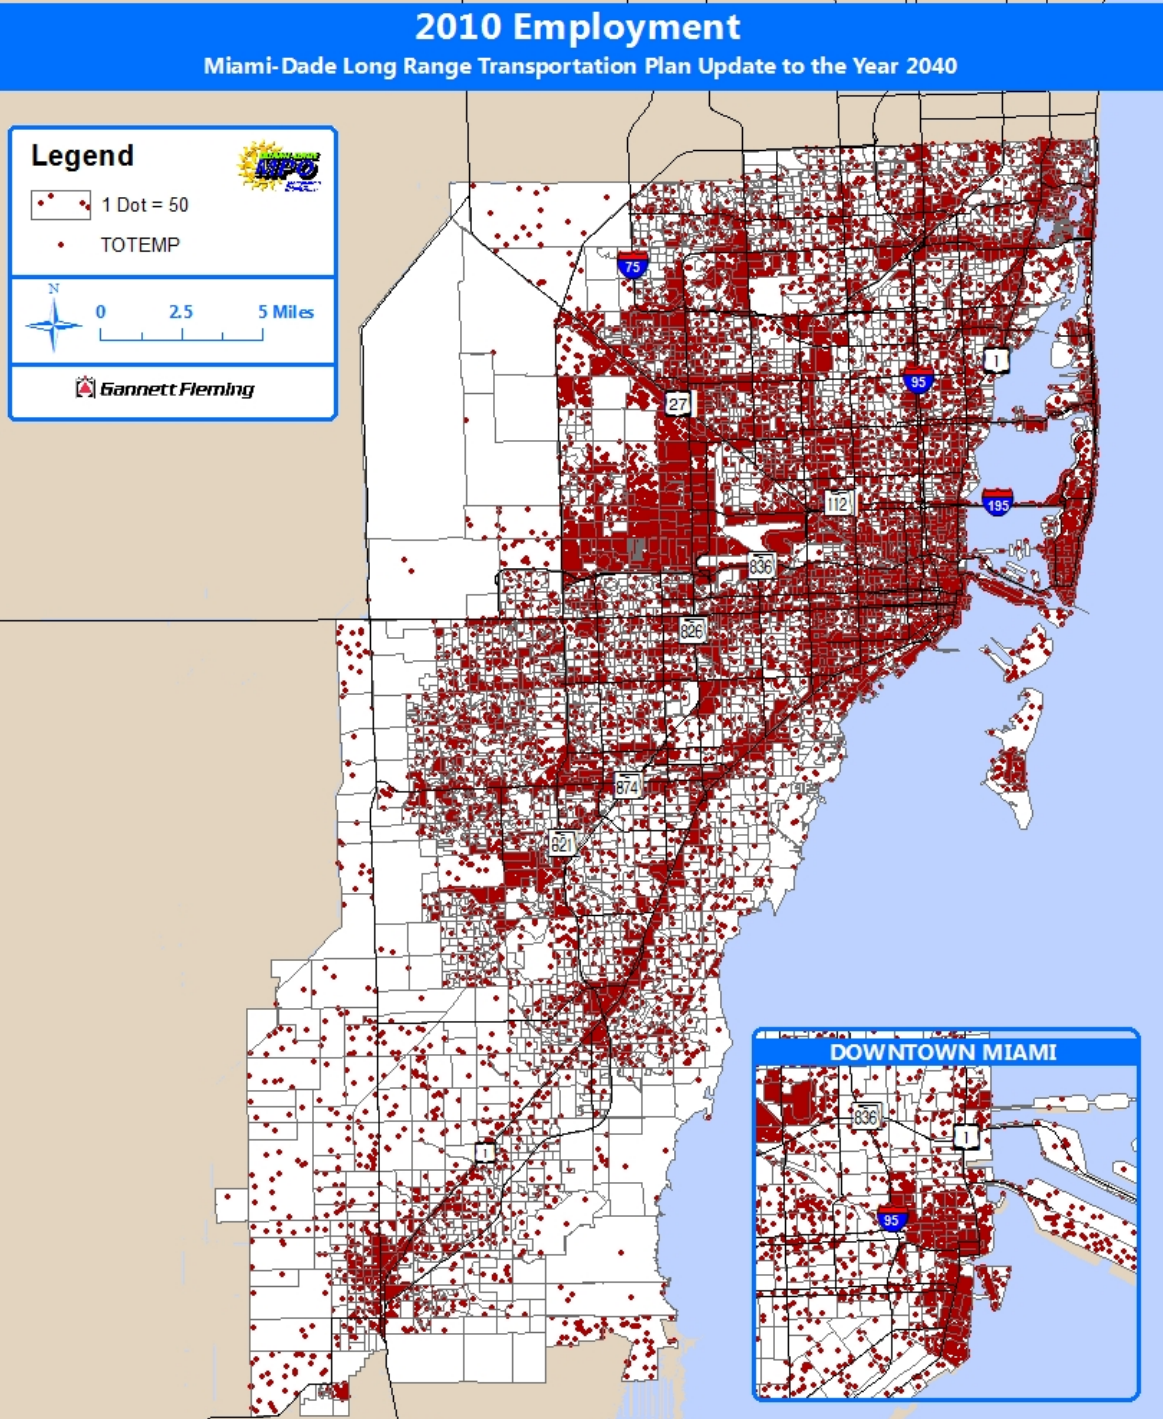 2010 Employment
Miami-Dade Long Range Transportation Plan Update to the Year 2040
Legend
MPO
1 Dot = 50
TOTEMP
N
0 2.5 5 Miles
Gannett Fleming
75
1
95
27
195
112
836
826
874
821
1
DOWNTOWN MIAMI
836
1
95